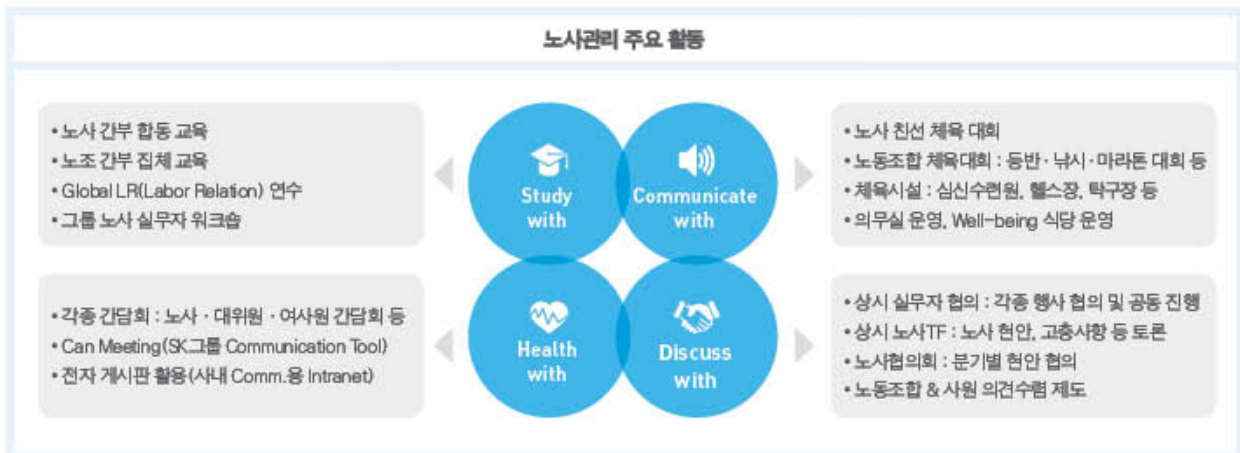 노사관리 주요 활동
• 노사 간부 합동 교육
• 노조 간부 집체 교육
• Global LR(Labor Relation) 연수
• 그룹 노사 실무자 워크숍
Study
with
Communicate
with
• 노사 친선 체육 대회
• 노동조합 체육대회 : 등반 · 낚시 · 마라톤 대회 등
• 체육시설 : 심신수련원, 헬스장, 탁구장 등
• 의무실 운영, Well-being 식당 운영
• 각종 간담회 : 노사 · 대위원 · 여사원 간담회 등
• Can Meeting(SK그룹 Communication Tool)
• 전자 게시판 활용(사내 Comm.용 Intranet)
Health
with
Discuss
with
• 상시 실무자 협의 : 각종 행사 협의 및 공동 진행
• 상시 노사TF : 노사 현안, 고충사항 등 토론
• 노사협의회 : 분기별 현안 협의
• 노동조합 & 사원 의견수렴 제도